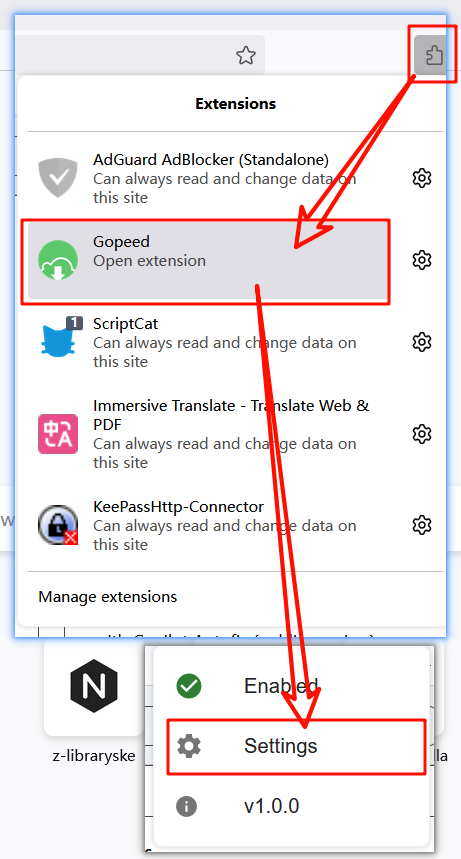 Extensions
AdGuard AdBlocker (Standalone)
Can always read and change data on
this site
Gopeed
Open extension
1
ScriptCat
Can always read and change data on
this site
Immersive Translate - Translate Web &
PDF
Can always read and change data on
this site
KeePassHttp-Connector
Can always read and change data on
this site
Manage extensions
N
z-libraryske
la
Enabled
Settings
v1.0.0